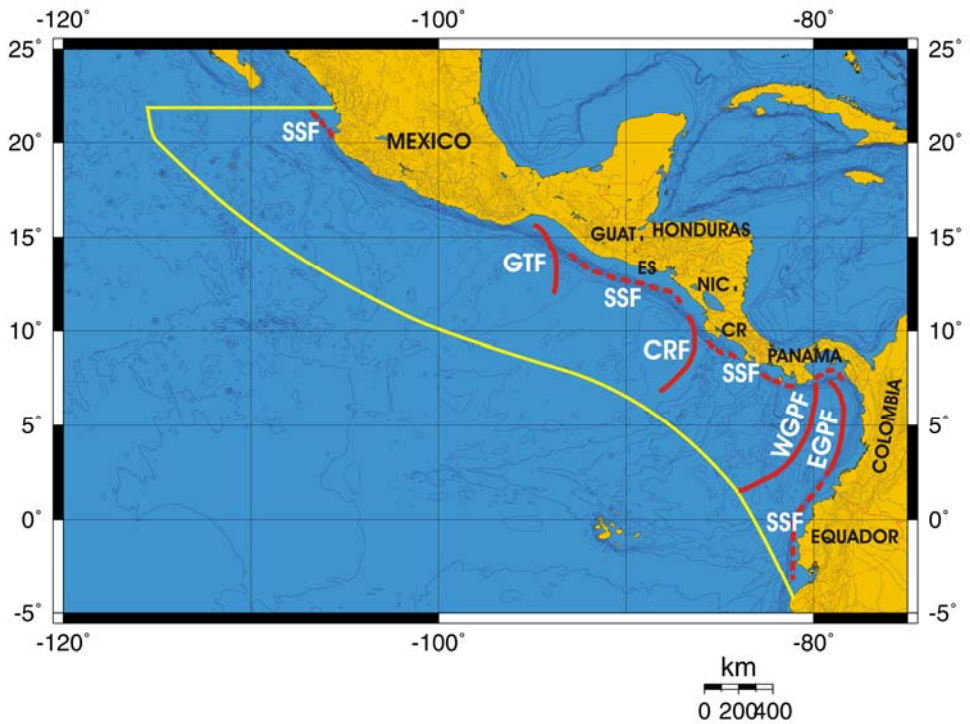 -120° -100° -80°
25° 25°
SSF
MEXICO
20° 20°
GUAT. HONDURAS
15° 15°
GTF ES
NIC.
SSF
CR
10° 10°
CRF PANAMA
SSF
WGPF EGPF COLOMBIA
5° 5°
SSF
0° 0°
EQUADOR
-5° -5°
-120° -100° -80°
km
0 200400